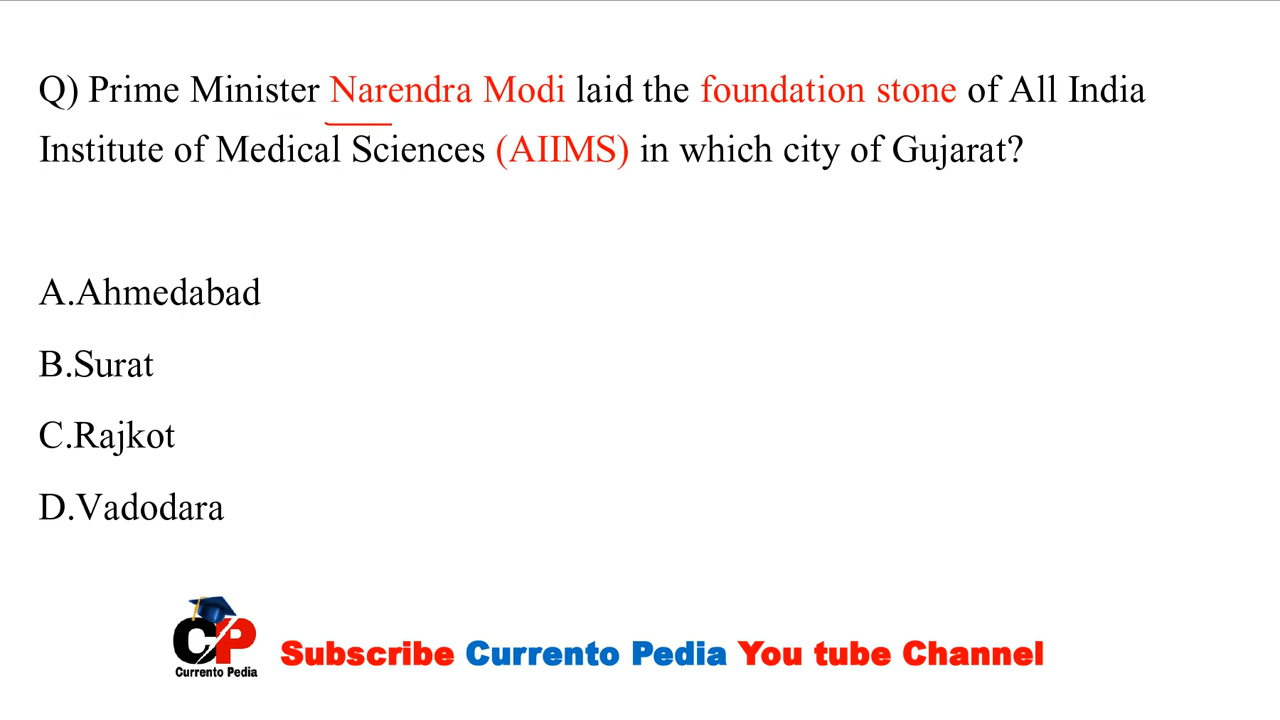 Q) Prime Minister Narendra Modi laid the foundation stone of All India
Institute of Medical Sciences (AIIMS) in which city of Gujarat?
A.Ahmedabad
B.Surat
C.Rajkot
D.Vadodara
CP
Currento Pedia
Subscribe Currento Pedia You tube Channel